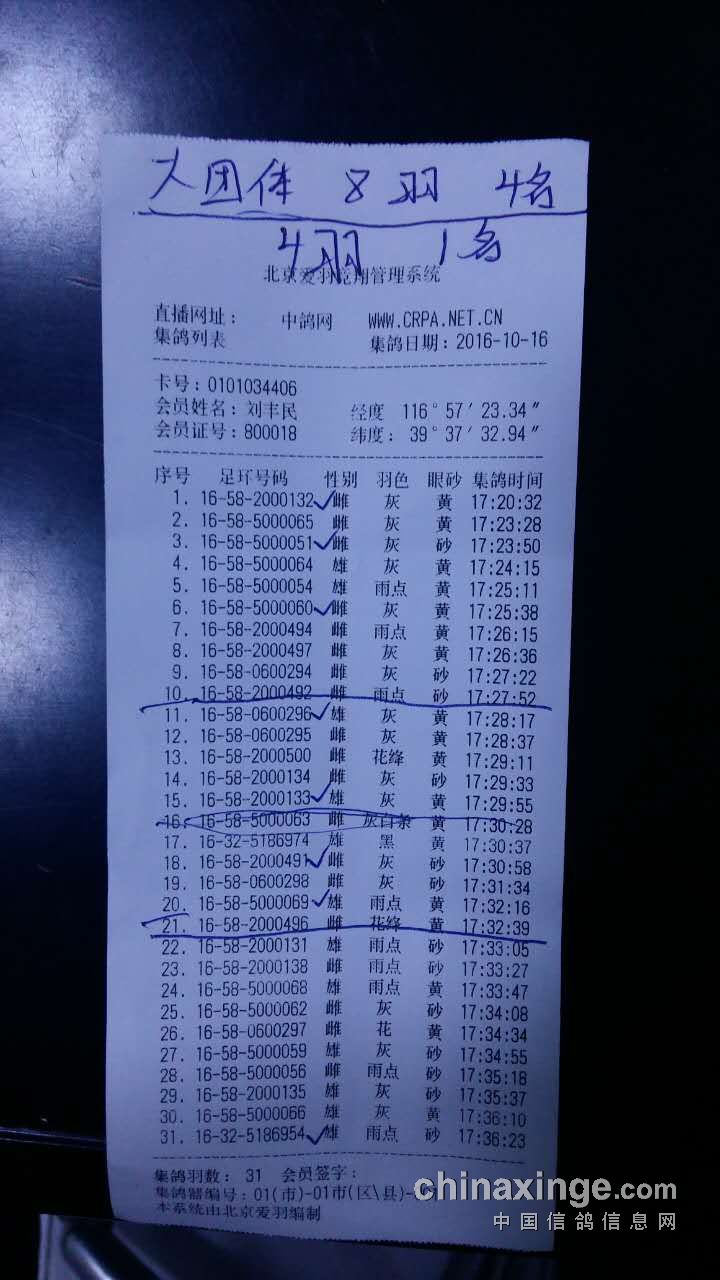 大团体 8羽 4名
4羽 1名
北京爱羽竞翔管理系统
直播网址： 中鸽网 WWW.CRPA.NET.CN
集鸽列表 集鸽日期：2016-10-16
卡号：0101034406
会员姓名：刘丰民 经度 116°57′23.34″
会员证号：800018 纬度：39°37′32.94″
序号 足环号码 性别 羽色 眼砂 集鸽时间
1. 16-58-2000132✓雌 灰 黄 17:20:32
2. 16-58-5000065 雌 灰 黄 17:23:28
3. 16-58-5000051✓雌 灰 砂 17:23:50
4. 16-58-5000064 雄 灰 黄 17:24:15
5. 16-58-5000054 雄 雨点 黄 17:25:11
6. 16-58-5000060✓雌 灰 黄 17:25:38
7. 16-58-2000494 雌 雨点 黄 17:26:15
8. 16-58-2000497 雌 灰 黄 17:26:36
9. 16-58-0600294 雌 灰 砂 17:27:22
10. 16-58-2000492 雌 雨点 砂 17:27:52
11. 16-58-0600296✓雄 灰 黄 17:28:17
12. 16-58-0600295 雌 灰 黄 17:28:37
13. 16-58-2000500 雌 花绛 黄 17:29:11
14. 16-58-2000134 雌 灰 砂 17:29:33
15. 16-58-2000133✓雄 灰 黄 17:29:55
16. 16-58-5000063 雌 灰白条 黄 17:30:28
17. 16-32-5186974 雄 黑 黄 17:30:37
18. 16-58-2000491✓雌 灰 砂 17:30:58
19. 16-58-0600298 雌 灰 砂 17:31:34
20. 16-58-5000069✓雄 雨点 黄 17:32:16
21. 16-58-2000496 雌 花绛 黄 17:32:39
22. 16-58-2000131 雄 雨点 砂 17:33:05
23. 16-58-2000138 雌 雨点 砂 17:33:27
24. 16-58-5000068 雄 雨点 黄 17:33:47
25. 16-58-5000062 雌 灰 砂 17:34:08
26. 16-58-0600297 雌 花 黄 17:34:34
27. 16-58-5000059 雄 灰 砂 17:34:55
28. 16-58-5000056 雌 雨点 砂 17:35:18
29. 16-58-2000135 雄 灰 砂 17:35:37
30. 16-58-5000066 雄 灰 黄 17:36:10
31. 16-32-5186954✓雄 雨点 砂 17:36:23
集鸽羽数： 31 会员签字：
集鸽器编号：01(市)-01市(区\县)-
本系统由北京爱羽编制
chinaxinge.com
中国信鸽信息网